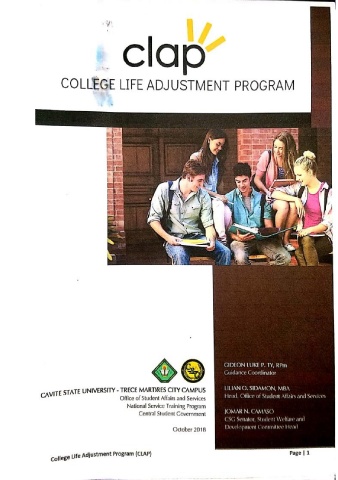 clap
COLLEGE LIFE ADJUSTMENT PROGRAM
GIDEON LUKE P. TY, RPm
Guidance Coordinator
CAVITE STATE UNIVERSITY - TRECE MARTIRES CITY CAMPUS
Office of Student Affairs and Services
National Service Training Program
Central Student Government
October 2018
LILIAN O. SIDAMON, MBA
Head, Office of Student Affairs and Services
JOMAR N. CAMASO
CSG Senator, Student Welfare and
Development Committee Head
College Life Adjustment Program (CLAP)
Page | 1